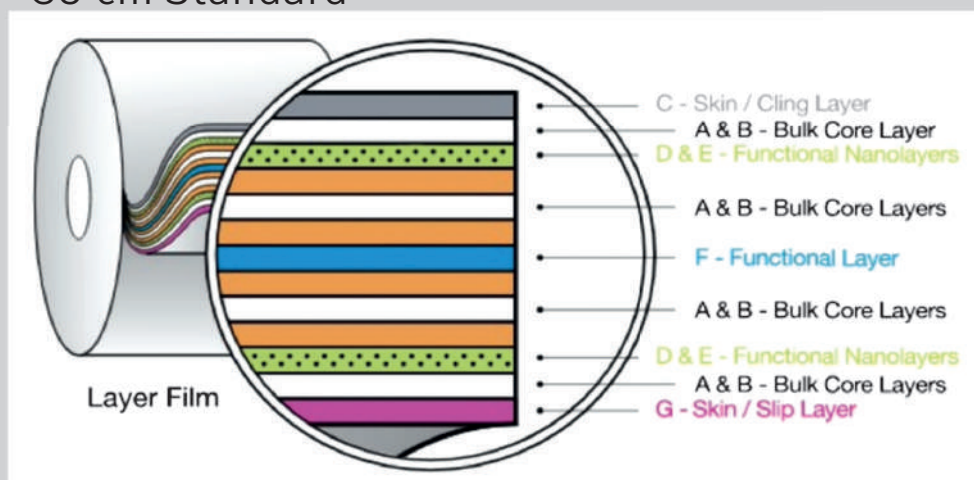 C - Skin / Cling Layer
A & B - Bulk Core Layer
D & E - Functional Nanolayers
A & B - Bulk Core Layers
F - Functional Layer
A & B - Bulk Core Layers
D & E - Functional Nanolayers
A & B - Bulk Core Layers
G - Skin / Slip Layer
Layer Film